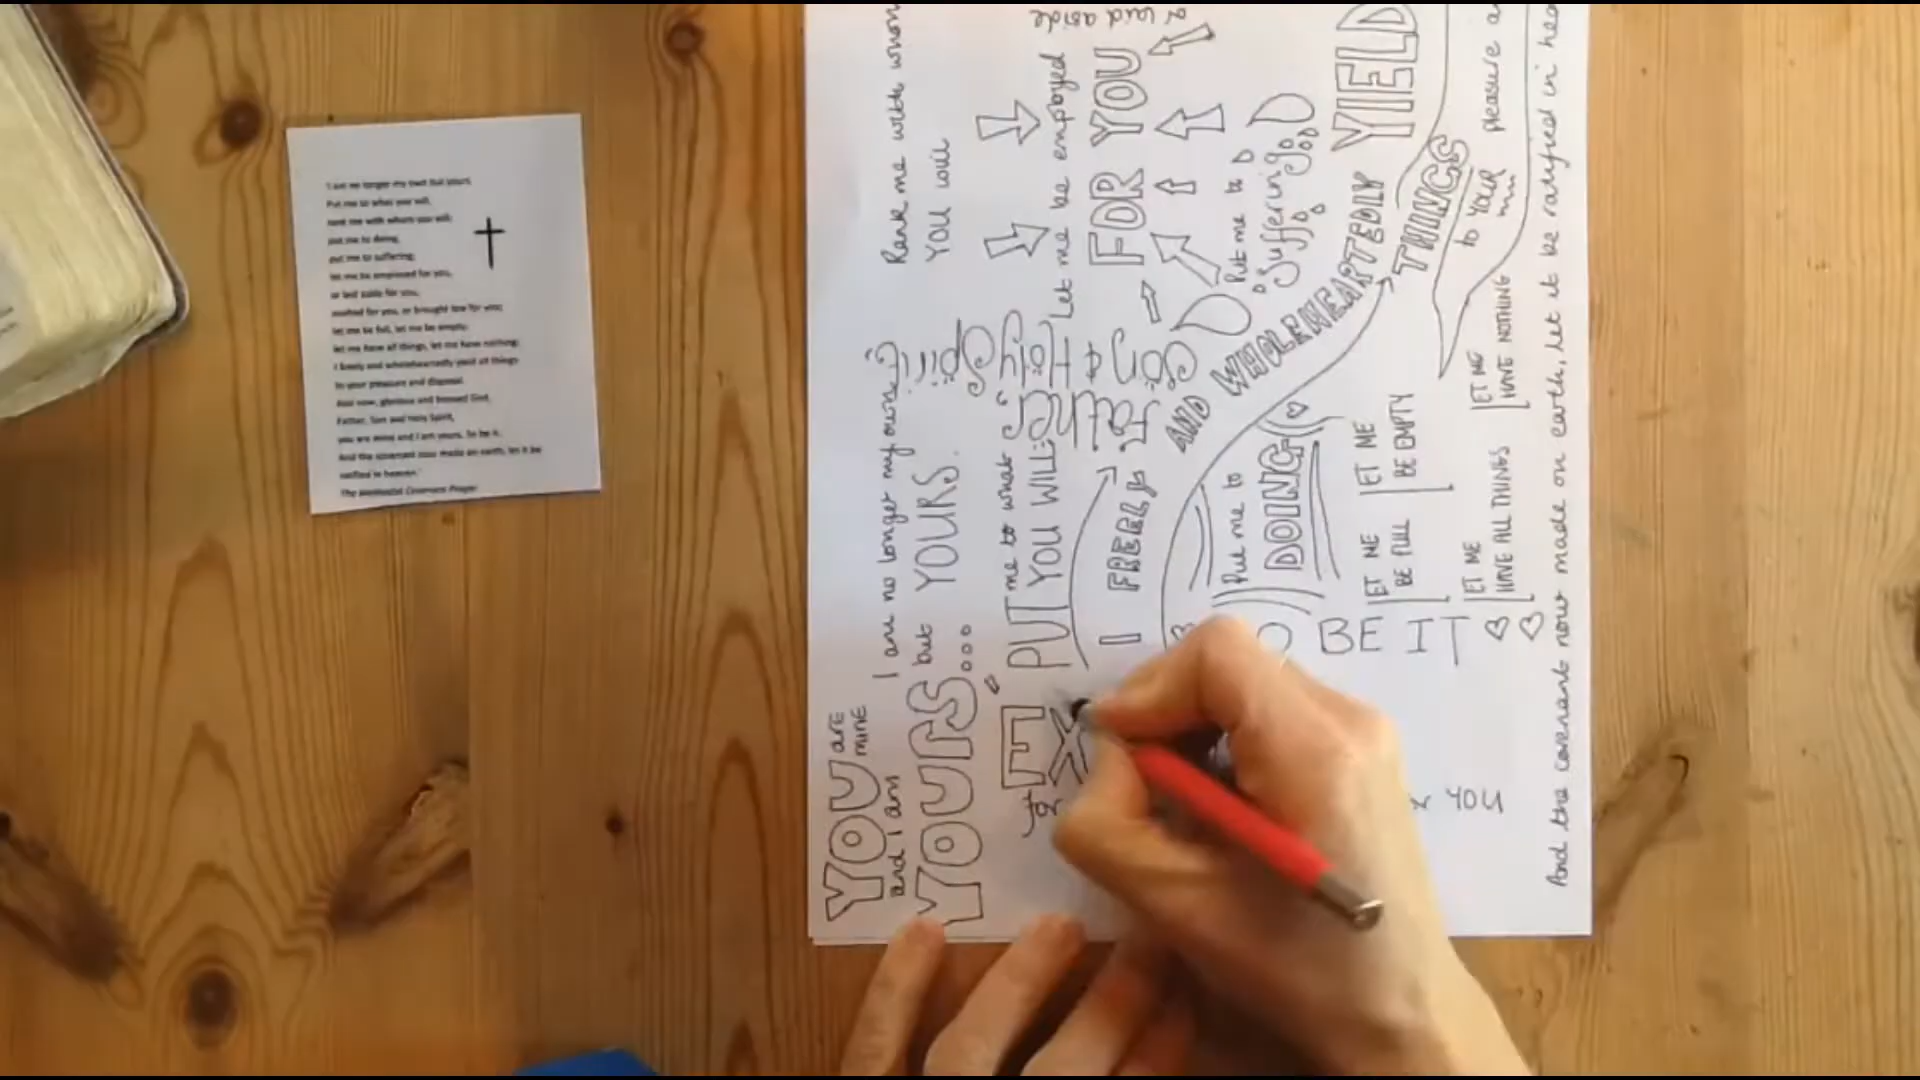 I am no longer my own but yours.
Put me to what you will,
rank me with whom you will;
put me to doing,
put me to suffering;
let me be employed for you,
or laid aside for you,
exalted for you, or brought low for you;
let me be full, let me be empty;
let me have all things, let me have nothing;
I freely and wholeheartedly yield all things
to your pleasure and disposal.
And now, glorious and blessed God,
Father, Son and Holy Spirit,
you are mine and I am yours. So be it.
And the covenant now made on earth, let it be
ratified in heaven.'
The Methodist Covenant Prayer
YOU are
MINE
and I am
YOURS
I am no longer my own
but YOURS.
Rank me with whom
YOU will
PUT me to what
YOU WILL
Father,
Son
& Holy
Spirit
Let me be employed
FOR YOU
laid aside
EX
I FREELY
AND WHOLEHEARTEDLY YIELD
THINGS
to YOUR pleasure
Put me to
DOING
Put me to
Suffering
LET ME
BE FULL
LET ME
BE EMPTY
LET ME
HAVE ALL THINGS
LET ME
HAVE NOTHING
BE IT
YOU
And the covenant now made on earth, let it be ratified in